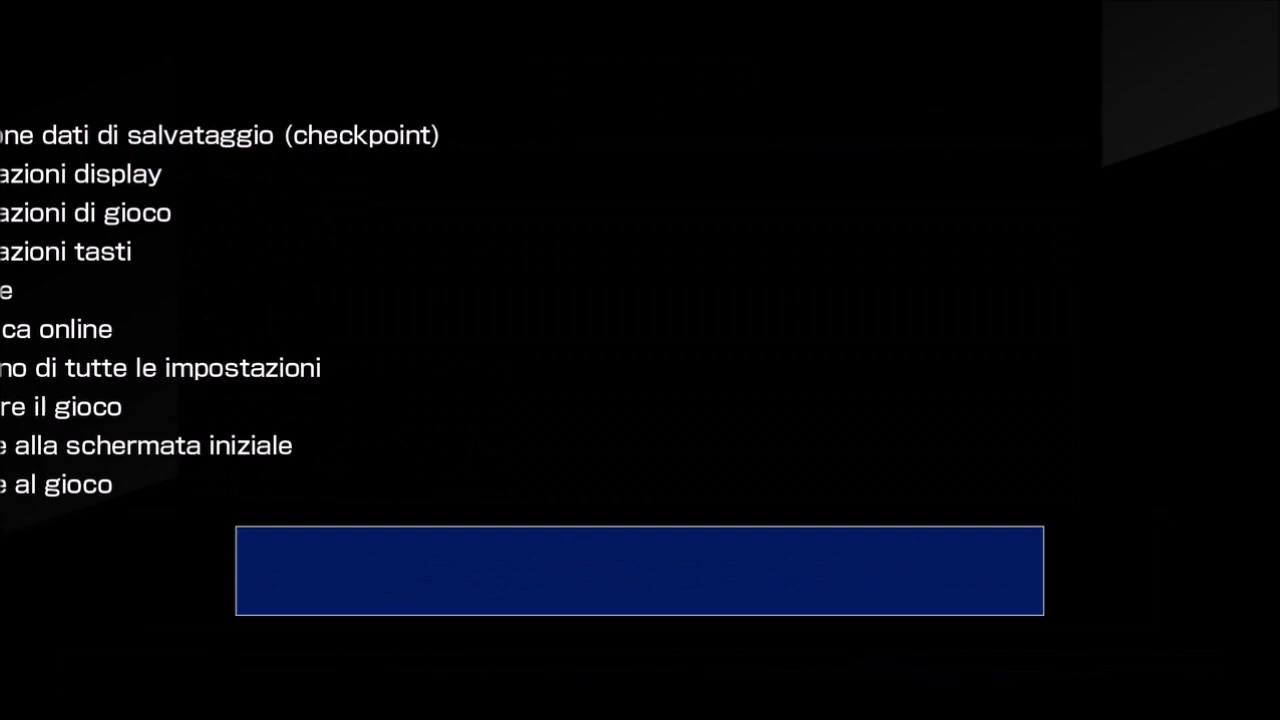 one dati di salvataggio (checkpoint)
azioni display
azioni di gioco
azioni tasti
e
ca online
no di tutte le impostazioni
re il gioco
e alla schermata iniziale
e al gioco